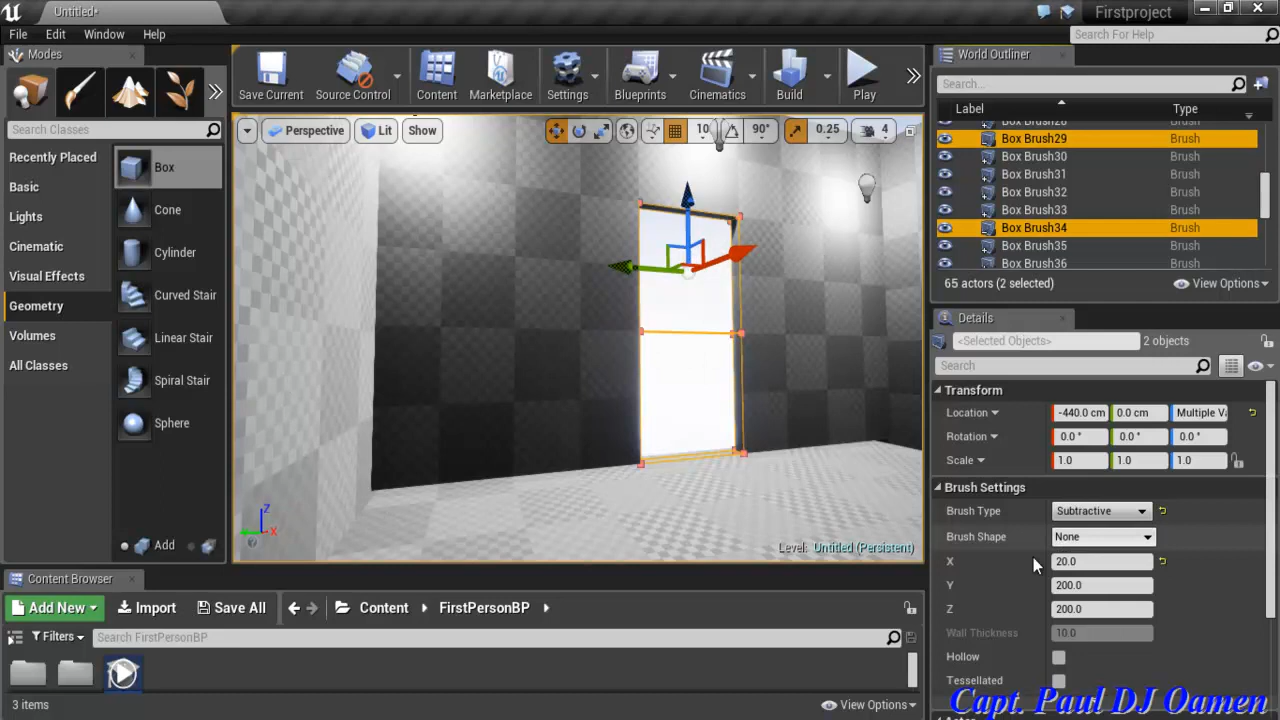 Untitled*
Firstproject
File Edit Window Help
Search For Help
Modes
Search Classes
Recently Placed
Basic
Lights
Cinematic
Visual Effects
Geometry
Volumes
All Classes
Box
Cone
Cylinder
Curved Stair
Linear Stair
Spiral Stair
Sphere
Add
Save Current
Source Control
Content
Marketplace
Settings
Blueprints
Cinematics
Build
Play
Perspective
Lit
Show
10
90°
0.25
4
Z
X
Level: Untitled (Persistent)
World Outliner
Search...
Label Type
Box Brush28 Brush
Box Brush29 Brush
Box Brush30 Brush
Box Brush31 Brush
Box Brush32 Brush
Box Brush33 Brush
Box Brush34 Brush
Box Brush35 Brush
Box Brush36 Brush
65 actors (2 selected)
View Options
Details
<Selected Objects> 2 objects
Search
Transform
Location -440.0 cm 0.0 cm Multiple Va
Rotation 0.0 ° 0.0 ° 0.0 °
Scale 1.0 1.0 1.0
Brush Settings
Brush Type Subtractive
Brush Shape None
X 20.0
Y 200.0
Z 200.0
Wall Thickness 10.0
Hollow
Tessellated
Content Browser
Add New Import Save All Content FirstPersonBP
Filters Search FirstPersonBP
3 items View Options
Capt. Paul DJ Oamen